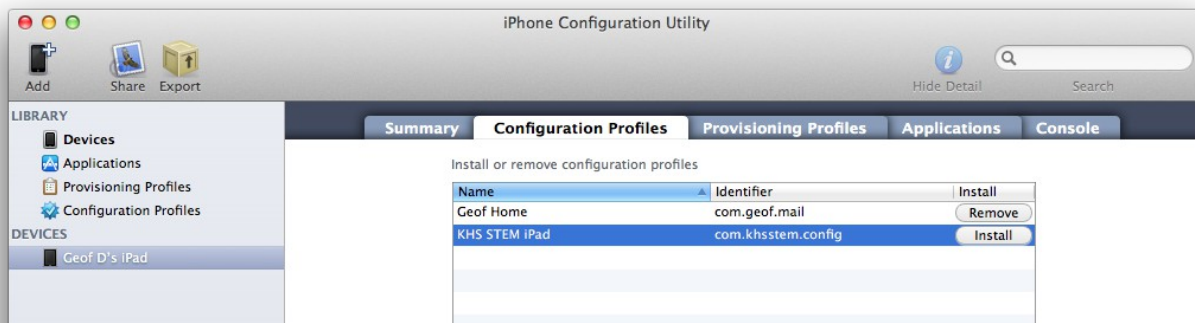 iPhone Configuration Utility
Add Share Export Hide Detail Search
LIBRARY
Devices
Applications
Provisioning Profiles
Configuration Profiles
DEVICES
Geof D's iPad
Summary Configuration Profiles Provisioning Profiles Applications Console
Install or remove configuration profiles
Name Identifier Install
Geof Home com.geof.mail Remove
KHS STEM iPad com.khsstem.config Install